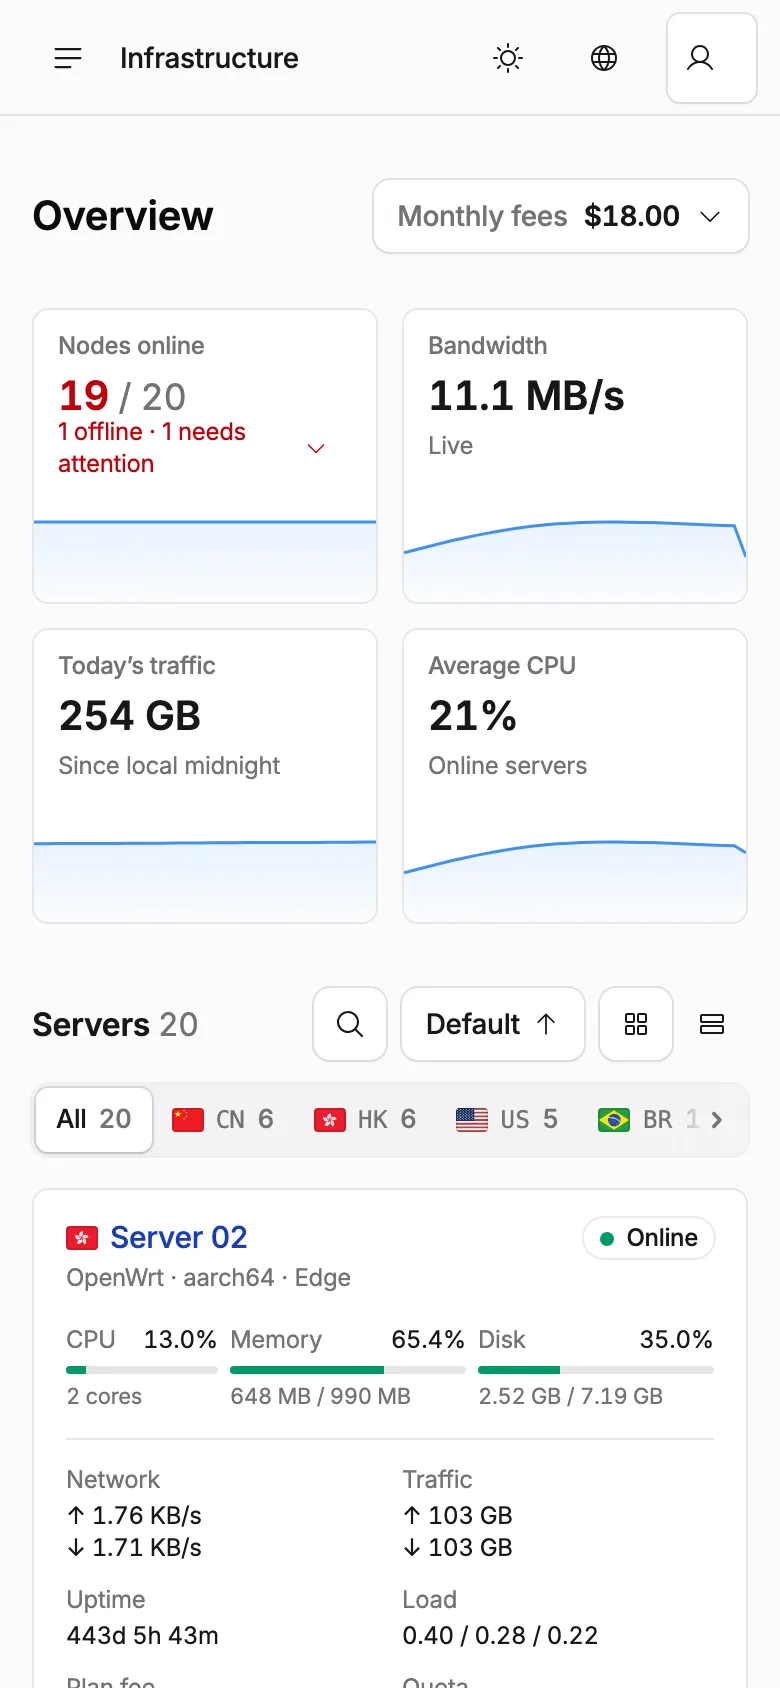 Infrastructure
Overview
Monthly fees $18.00
Nodes online
19 / 20
1 offline · 1 needs
attention
Bandwidth
11.1 MB/s
Live
Today’s traffic
254 GB
Since local midnight
Average CPU
21%
Online servers
Servers 20
Default ↑
All 20 CN 6 HK 6 US 5 BR 1
Server 02
Online
OpenWrt · aarch64 · Edge
CPU 13.0% Memory 65.4% Disk 35.0%
2 cores 648 MB / 990 MB 2.52 GB / 7.19 GB
Network
↑ 1.76 KB/s
↓ 1.71 KB/s
Traffic
↑ 103 GB
↓ 103 GB
Uptime
443d 5h 43m
Load
0.40 / 0.28 / 0.22
Plan fee
Quota